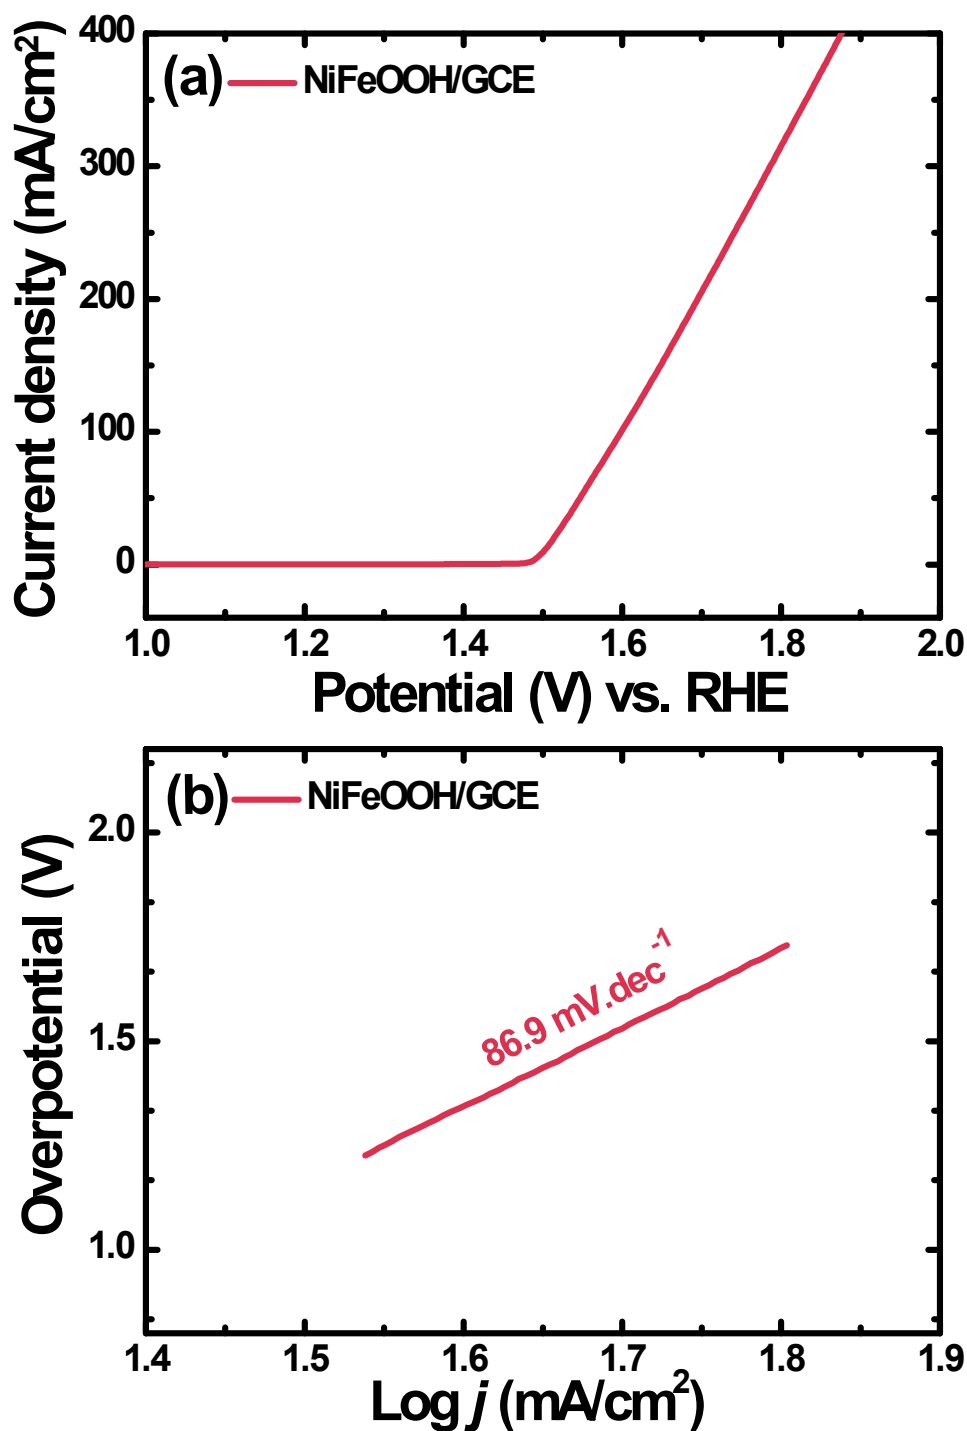 400
(a)
NiFeOOH/GCE
300
200
100
0
Current density (mA/cm²)
1.0 1.2 1.4 1.6 1.8 2.0
Potential (V) vs. RHE
(b)
NiFeOOH/GCE
2.0
1.5
1.0
86.9 mV.dec⁻¹
Overpotential (V)
1.4 1.5 1.6 1.7 1.8 1.9
Log j (mA/cm²)